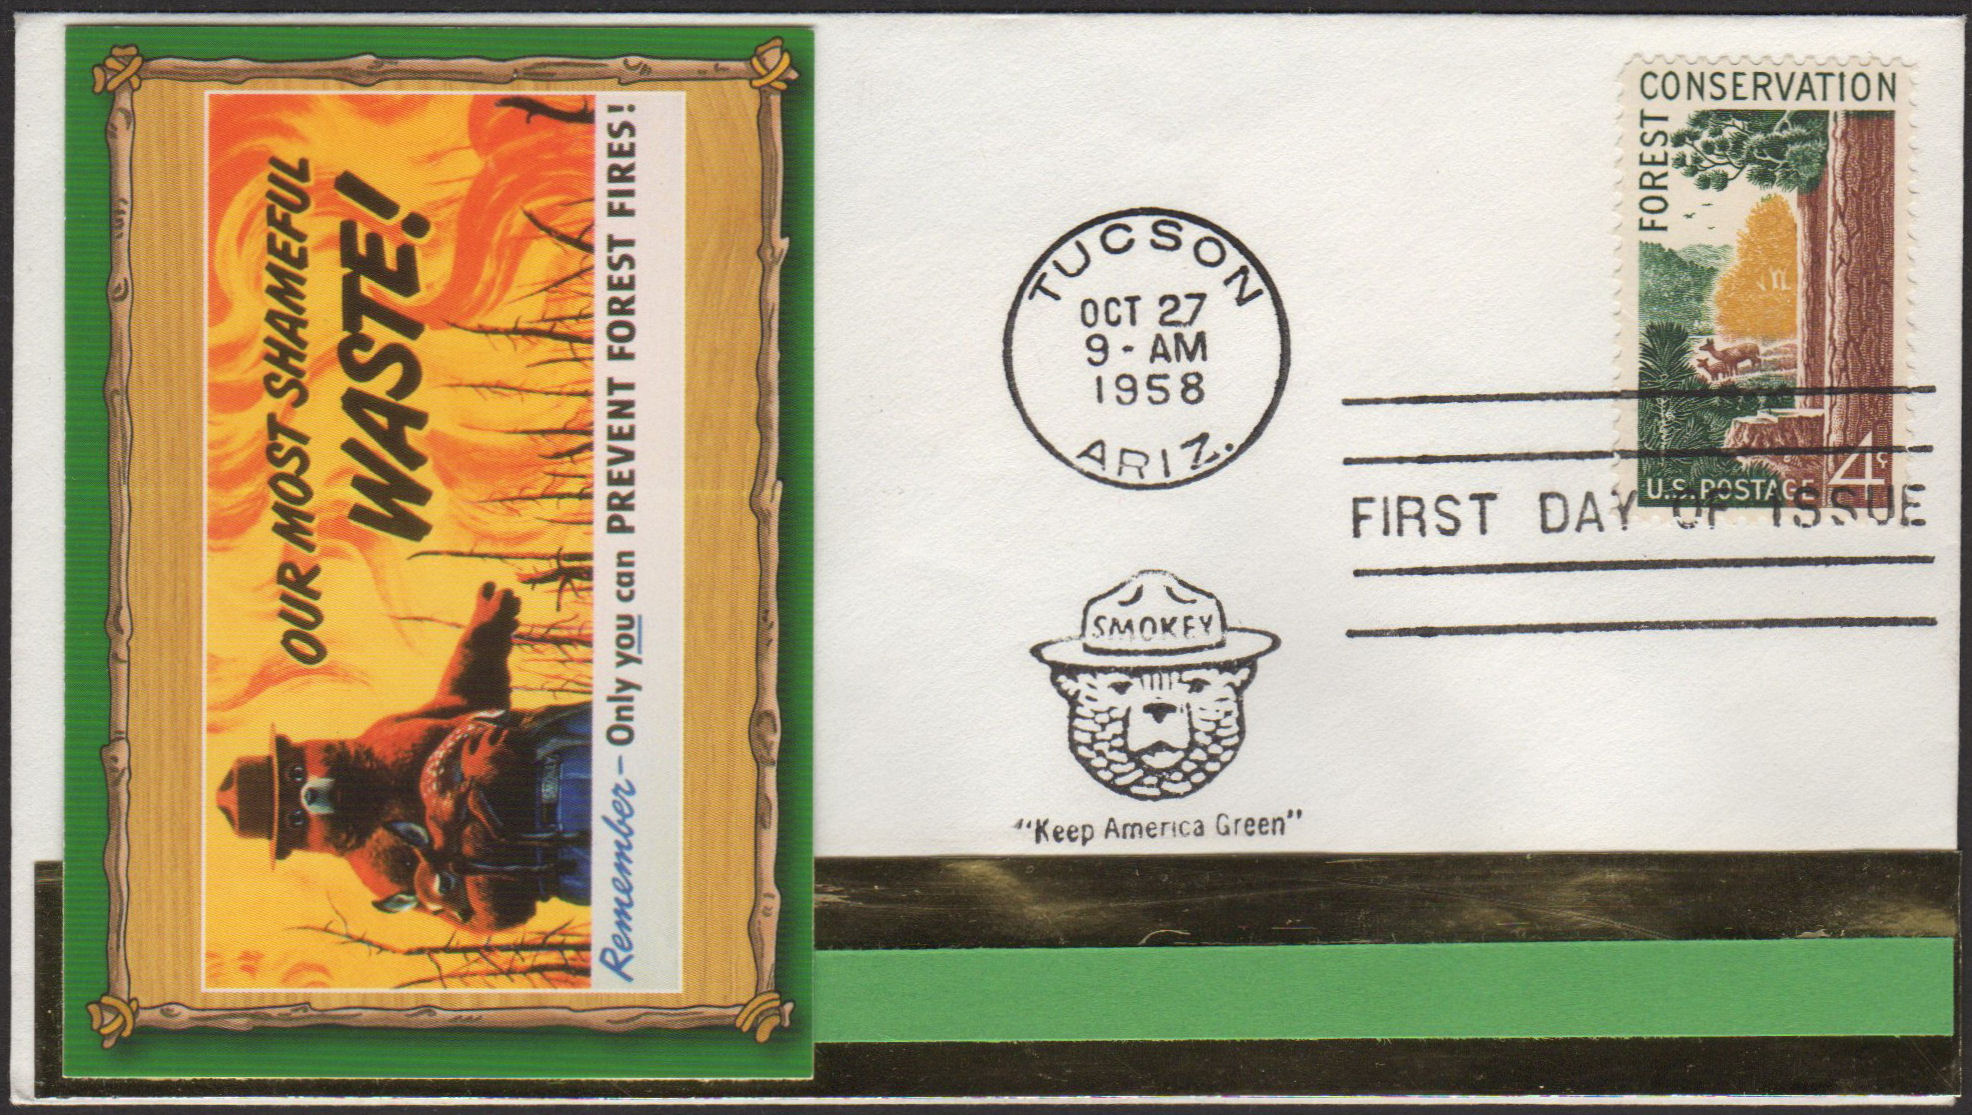 OUR MOST SHAMEFUL
WASTE!
Remember – Only you can PREVENT FOREST FIRES!
TUCSON
OCT 27
9 - AM
1958
ARIZ.
FOREST CONSERVATION
U.S. POSTAGE 4¢
FIRST DAY OF ISSUE
SMOKEY
"Keep America Green"